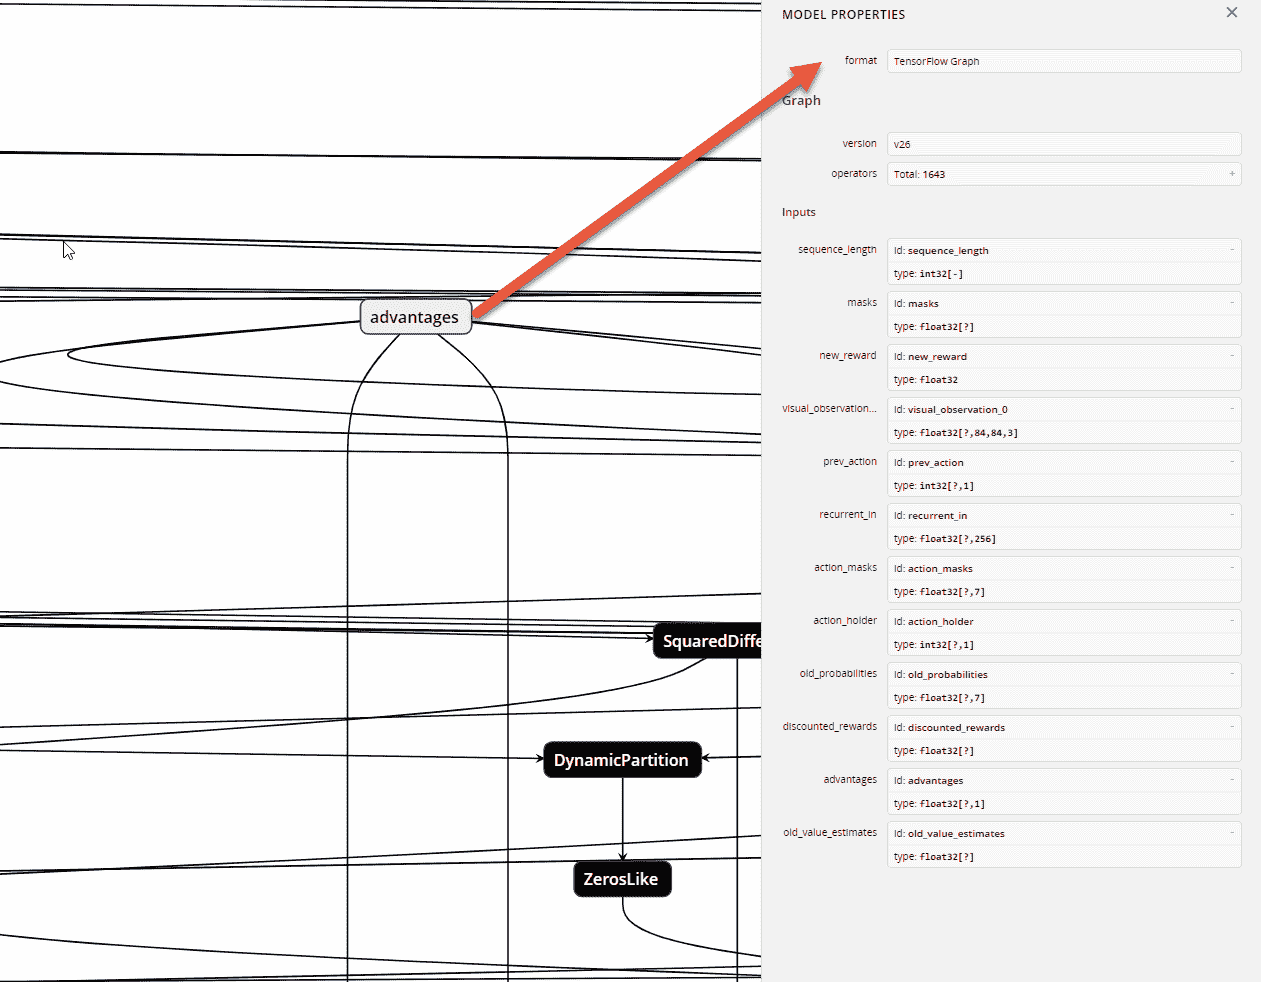 advantages
SquaredDiffe
DynamicPartition
ZerosLike
MODEL PROPERTIES
format TensorFlow Graph
Graph
version v26
operators Total: 1643 +
Inputs
sequence_length id: sequence_length -
type: int32[-]
masks id: masks -
type: float32[?]
new_reward id: new_reward -
type: float32
visual_observation... id: visual_observation_0 -
type: float32[?,84,84,3]
prev_action id: prev_action -
type: int32[?,1]
recurrent_in id: recurrent_in -
type: float32[?,256]
action_masks id: action_masks -
type: float32[?,7]
action_holder id: action_holder -
type: int32[?,1]
old_probabilities id: old_probabilities -
type: float32[?,7]
discounted_rewards id: discounted_rewards -
type: float32[?]
advantages id: advantages -
type: float32[?,1]
old_value_estimates id: old_value_estimates -
type: float32[?]